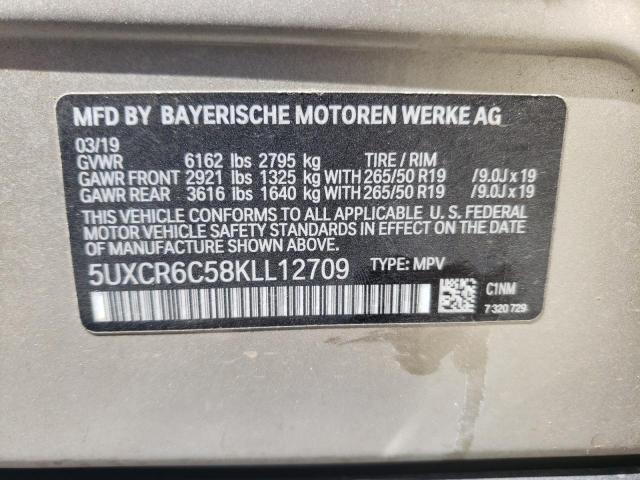 MFD BY BAYERISCHE MOTOREN WERKE AG
03/19
GVWR 6162 lbs 2795 kg TIRE / RIM
GAWR FRONT 2921 lbs 1325 kg WITH 265/50 R19 /9.0J x 19
GAWR REAR 3616 lbs 1640 kg WITH 265/50 R19 /9.0J x 19
THIS VEHICLE CONFORMS TO ALL APPLICABLE U. S. FEDERAL
MOTOR VEHICLE SAFETY STANDARDS IN EFFECT ON THE DATE
OF MANUFACTURE SHOWN ABOVE.
5UXCR6C58KLL12709 TYPE: MPV
C1NM
7 320 729